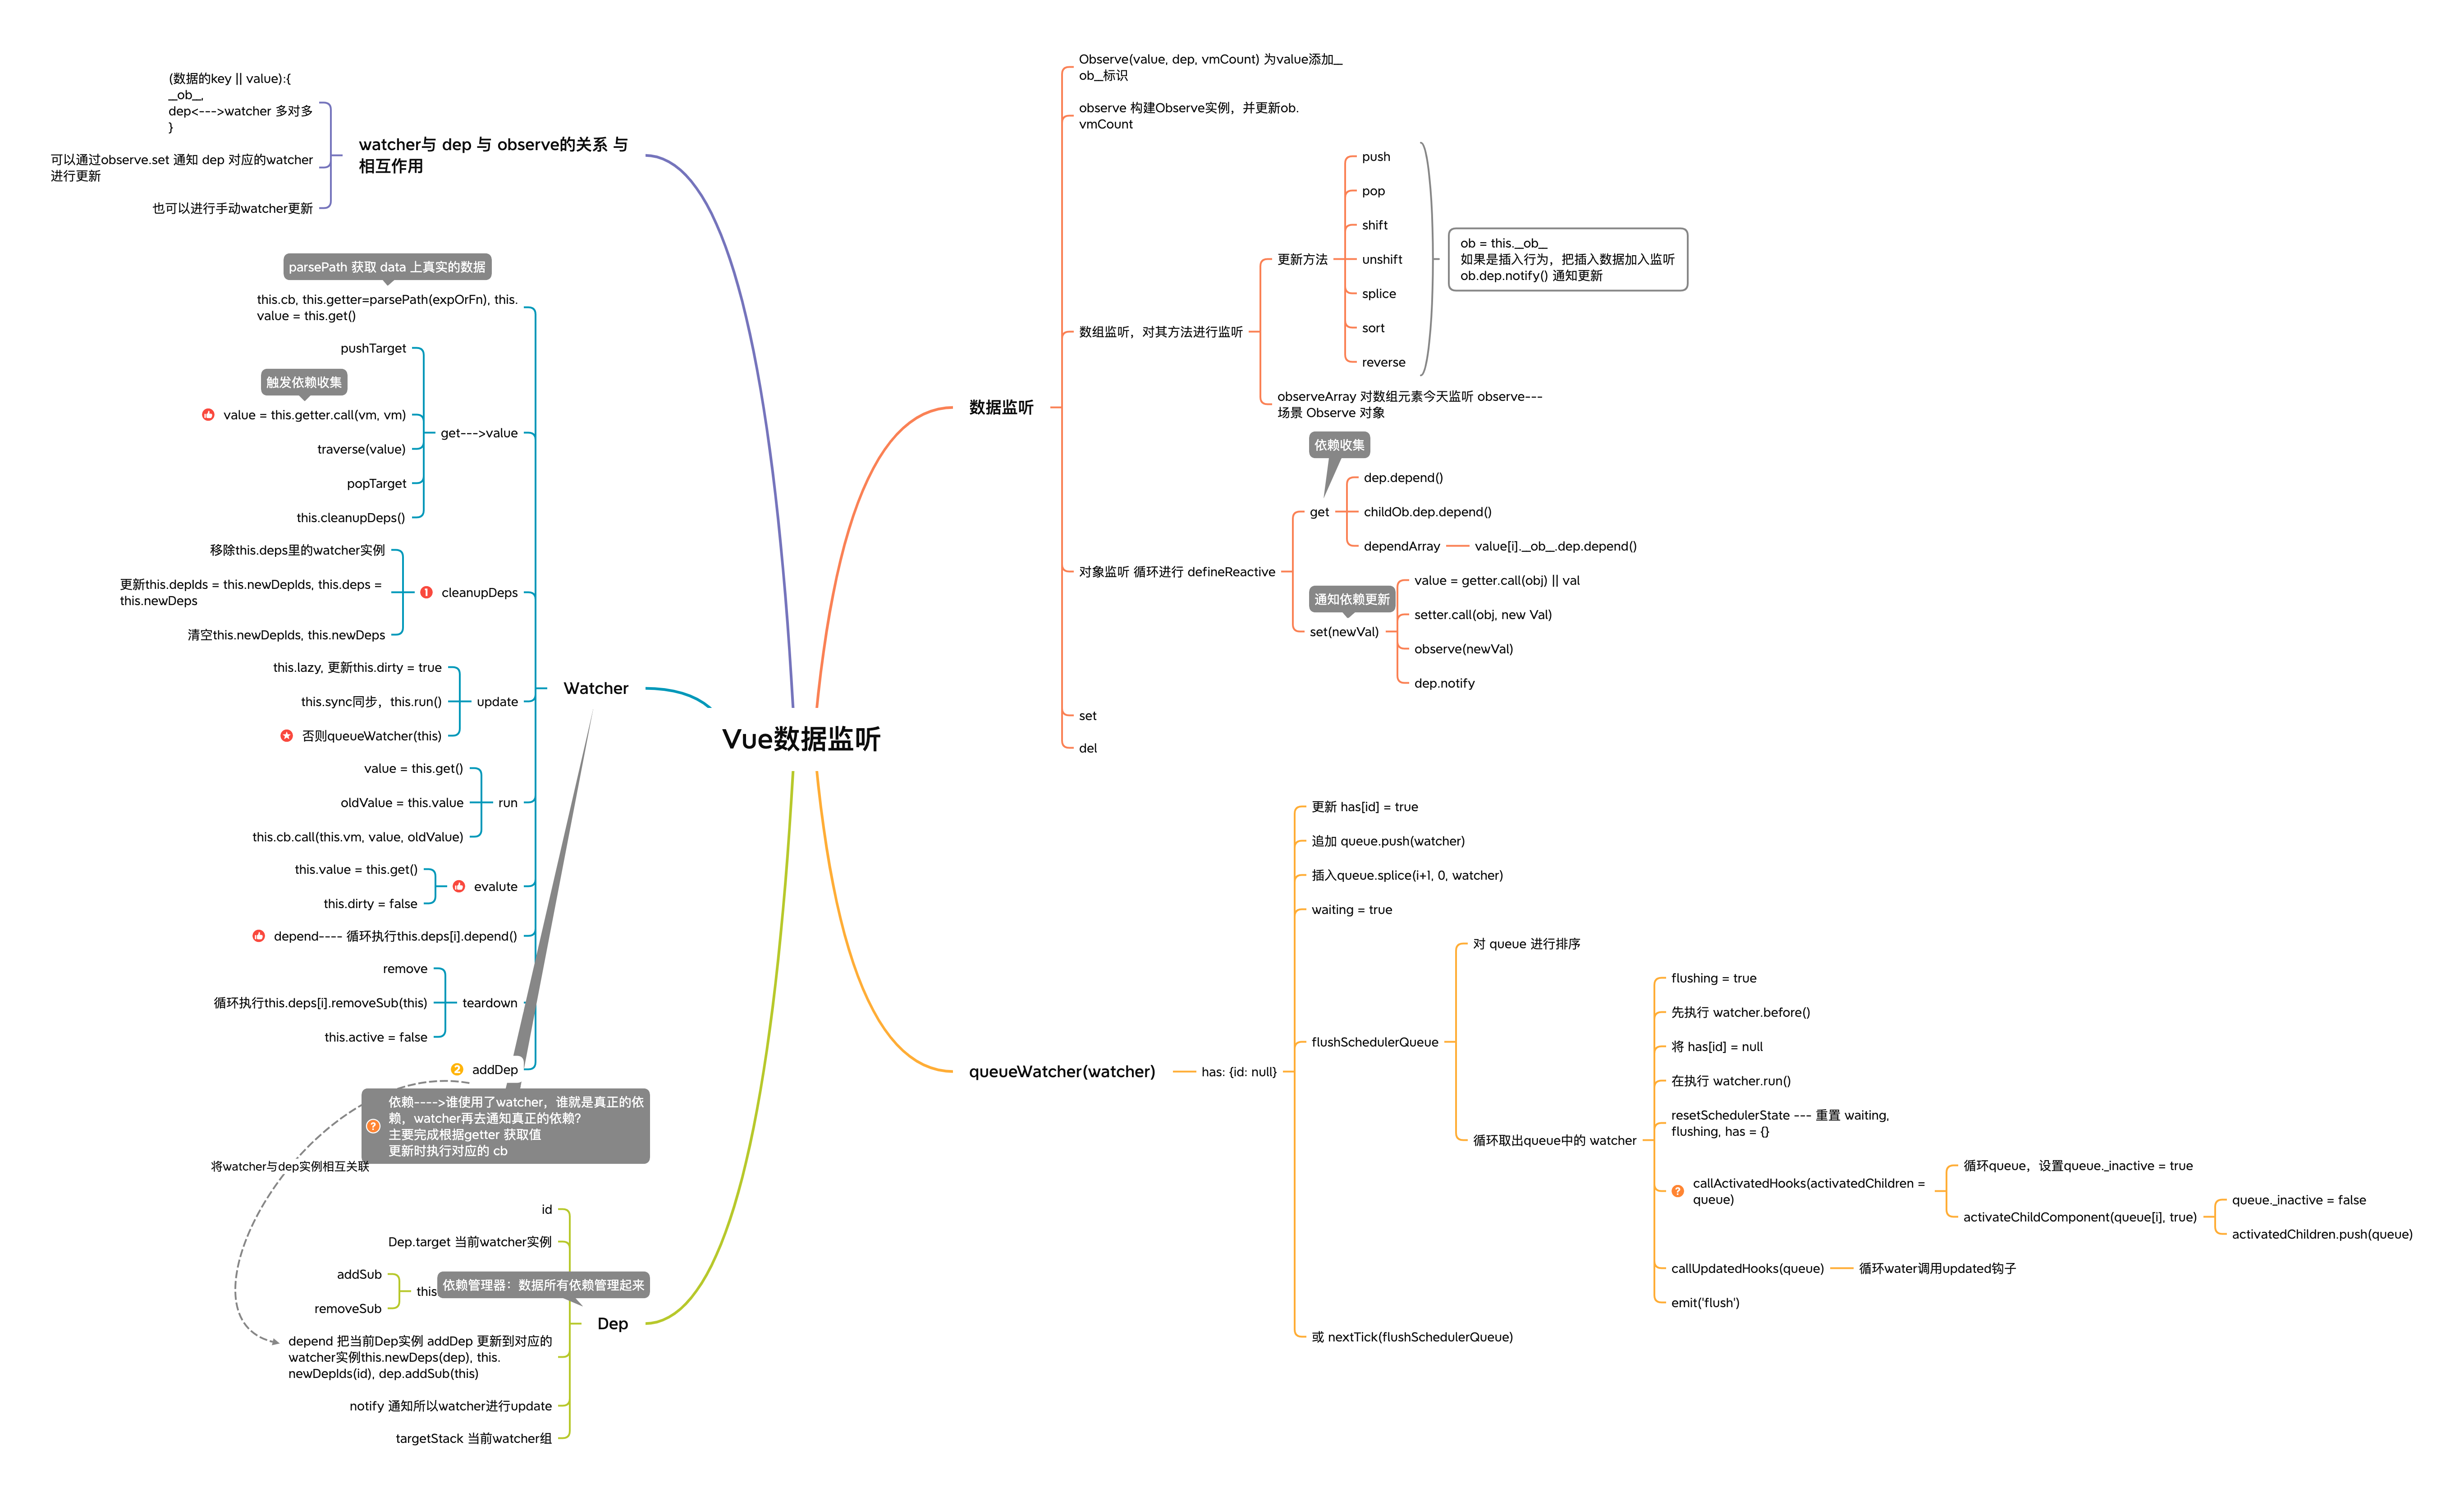 Vue数据监听
watcher与 dep 与 observe的关系 与
相互作用
(数据的key || value):{
__ob__,
dep<--->watcher 多对多
}
可以通过observe.set 通知 dep 对应的watcher
进行更新
也可以进行手动watcher更新
Watcher
parsePath 获取 data 上真实的数据
this.cb, this.getter=parsePath(expOrFn), this.
value = this.get()
get--->value
pushTarget
触发依赖收集
value = this.getter.call(vm, vm)
traverse(value)
popTarget
this.cleanupDeps()
1
cleanupDeps
移除this.deps里的watcher实例
更新this.depIds = this.newDepIds, this.deps =
this.newDeps
清空this.newDepIds, this.newDeps
update
this.lazy, 更新this.dirty = true
this.sync同步，this.run()
否则queueWatcher(this)
run
value = this.get()
oldValue = this.value
this.cb.call(this.vm, value, oldValue)
evalute
this.value = this.get()
this.dirty = false
depend---- 循环执行this.deps[i].depend()
teardown
remove
循环执行this.deps[i].removeSub(this)
this.active = false
2
addDep
?
依赖---->谁使用了watcher，谁就是真正的依
赖，watcher再去通知真正的依赖？
主要完成根据getter 获取值
更新时执行对应的 cb
将watcher与dep实例相互关联
Dep
id
Dep.target 当前watcher实例
依赖管理器：数据所有依赖管理起来
this
addSub
removeSub
depend 把当前Dep实例 addDep 更新到对应的
watcher实例this.newDeps(dep), this.
newDepIds(id), dep.addSub(this)
notify 通知所以watcher进行update
targetStack 当前watcher组
数据监听
Observe(value, dep, vmCount) 为value添加__
ob__标识
observe 构建Observe实例，并更新ob.
vmCount
数组监听，对其方法进行监听
更新方法
push
pop
shift
unshift
splice
sort
reverse
ob = this.__ob__
如果是插入行为，把插入数据加入监听
ob.dep.notify() 通知更新
observeArray 对数组元素今天监听 observe---
场景 Observe 对象
对象监听 循环进行 defineReactive
依赖收集
get
dep.depend()
childOb.dep.depend()
dependArray
value[i].__ob__.dep.depend()
通知依赖更新
set(newVal)
value = getter.call(obj) || val
setter.call(obj, new Val)
observe(newVal)
dep.notify
set
del
queueWatcher(watcher)
has: {id: null}
更新 has[id] = true
追加 queue.push(watcher)
插入queue.splice(i+1, 0, watcher)
waiting = true
flushSchedulerQueue
对 queue 进行排序
循环取出queue中的 watcher
flushing = true
先执行 watcher.before()
将 has[id] = null
在执行 watcher.run()
resetSchedulerState --- 重置 waiting,
flushing, has = {}
?
callActivatedHooks(activatedChildren =
queue)
循环queue，设置queue._inactive = true
activateChildComponent(queue[i], true)
queue._inactive = false
activatedChildren.push(queue)
callUpdatedHooks(queue)
循环water调用updated钩子
emit('flush')
或 nextTick(flushSchedulerQueue)